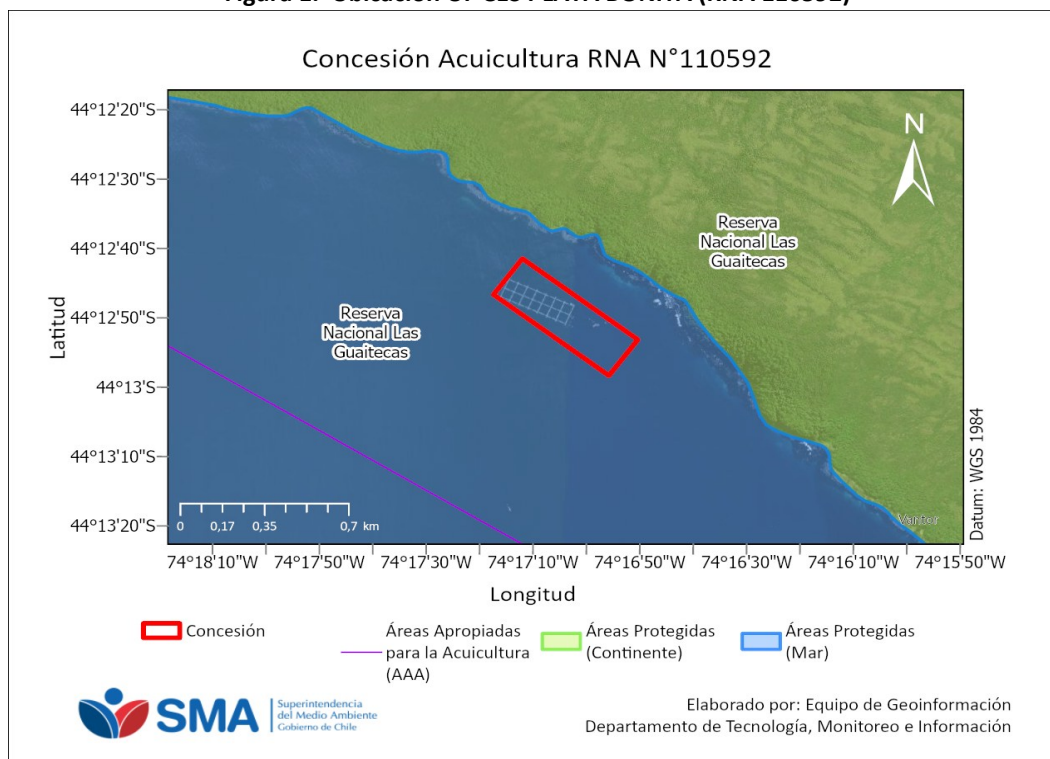 Concesión Acuicultura RNA N°110592
44°12'20"S
44°12'30"S
44°12'40"S
44°12'50"S
44°13'S
44°13'10"S
44°13'20"S
Latitud
N
Reserva
Nacional Las
Guaitecas
Reserva
Nacional Las
Guaitecas
Datum: WGS 1984
Vantor
0 0,17 0,35 0,7 km
74°18'10"W 74°17'50"W 74°17'30"W 74°17'10"W 74°16'50"W 74°16'30"W 74°16'10"W 74°15'50"W
Longitud
Concesión
Áreas Apropiadas
para la Acuicultura
(AAA)
Áreas Protegidas
(Continente)
Áreas Protegidas
(Mar)
SMA
Superintendencia
del Medio Ambiente
Gobierno de Chile
Elaborado por: Equipo de Geoinformación
Departamento de Tecnología, Monitoreo e Información